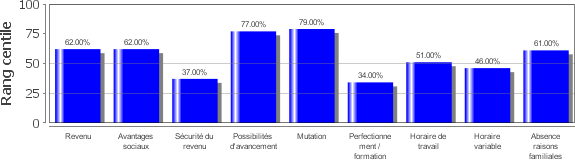 Rang centile
100
75
50
25
0
62.00%
62.00%
37.00%
77.00%
79.00%
34.00%
51.00%
46.00%
61.00%
Revenu
Avantages
sociaux
Sécurité du
revenu
Possibilités
d'avancement
Mutation
Perfectionne
ment /
formation
Horaire de
travail
Horaire
variable
Absence
raisons
familiales